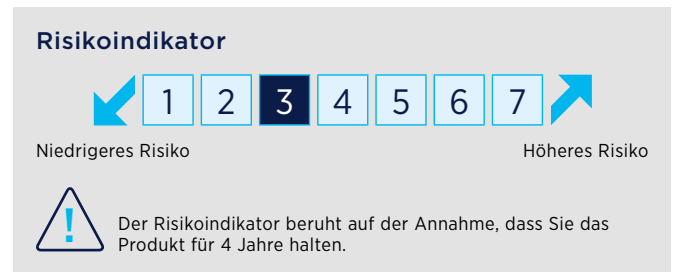 Risikoindikator
1 2 3 4 5 6 7
Niedrigeres Risiko Höheres Risiko
! Der Risikoindikator beruht auf der Annahme, dass Sie das
Produkt für 4 Jahre halten.